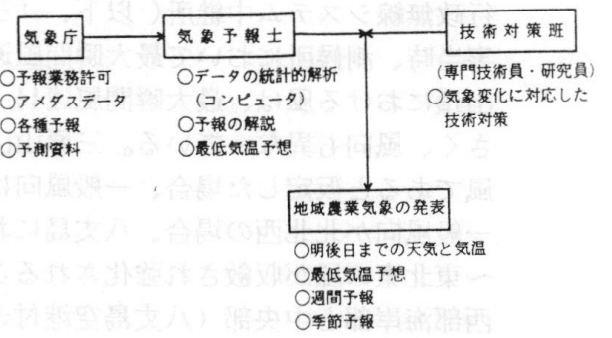 気象庁
○予報業務許可
○アメダスデータ
○各種予報
○予測資料
気象予報士
○データの統計的解析
（コンピュータ）
○予報の解説
○最低気温予想
技術対策班
（専門技術員・研究員）
○気象変化に対応した
技術対策
地域農業気象の発表
○明後日までの天気と気温
○最低気温予想
○週間予報
○季節予報